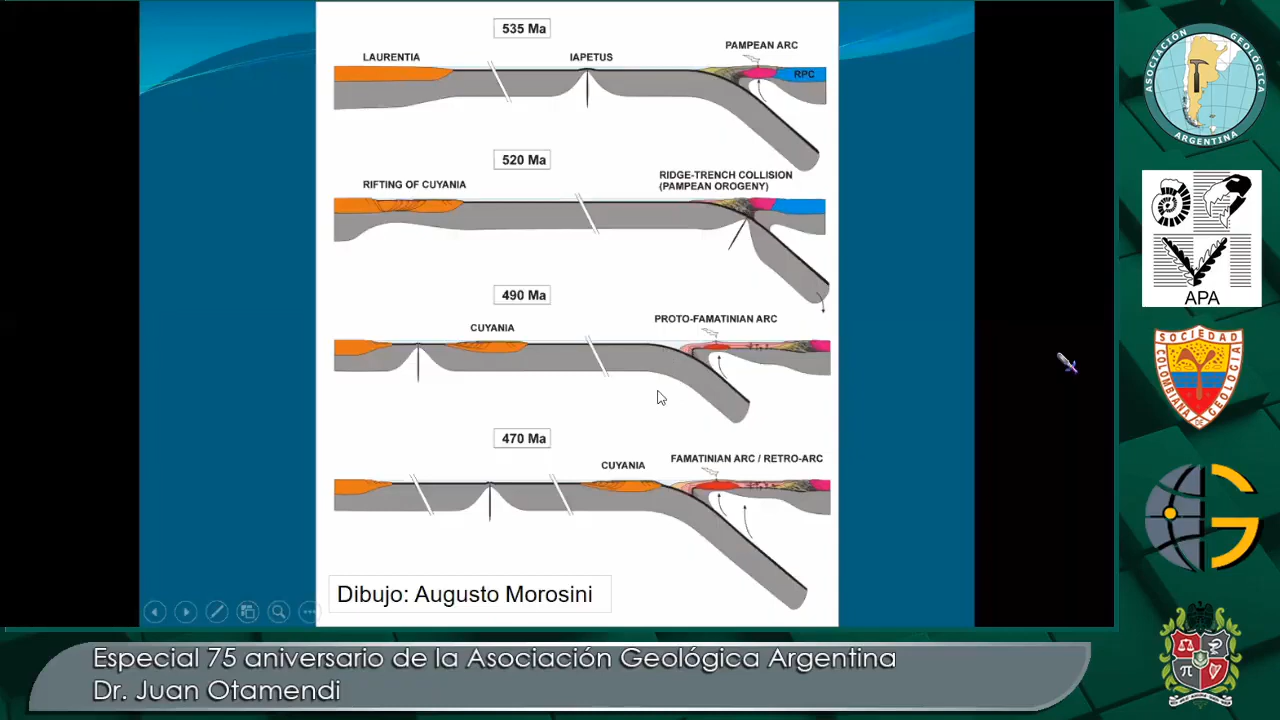 535 Ma
LAURENTIA
IAPETUS
PAMPEAN ARC
RPC
520 Ma
RIFTING OF CUYANIA
RIDGE-TRENCH COLLISION
(PAMPEAN OROGENY)
490 Ma
CUYANIA
PROTO-FAMATINIAN ARC
470 Ma
CUYANIA
FAMATINIAN ARC / RETRO-ARC
Dibujo: Augusto Morosini
ASOCIACIÓN GEOLÓGICA
ARGENTINA
APA
SOCIEDAD
COLOMBIANA
DE
GEOLOGIA
Especial 75 aniversario de la Asociación Geológica Argentina
Dr. Juan Otamendi